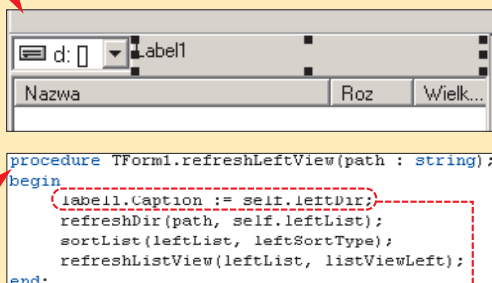 d: []
Label1
Nazwa Roz Wielk...
procedure TForm1.refreshLeftView(path : string);
begin
label1.Caption := self.leftDir;
refreshDir(path, self.leftList);
sortList(leftList, leftSortType);
refreshListView(leftList, listViewLeft);
end;